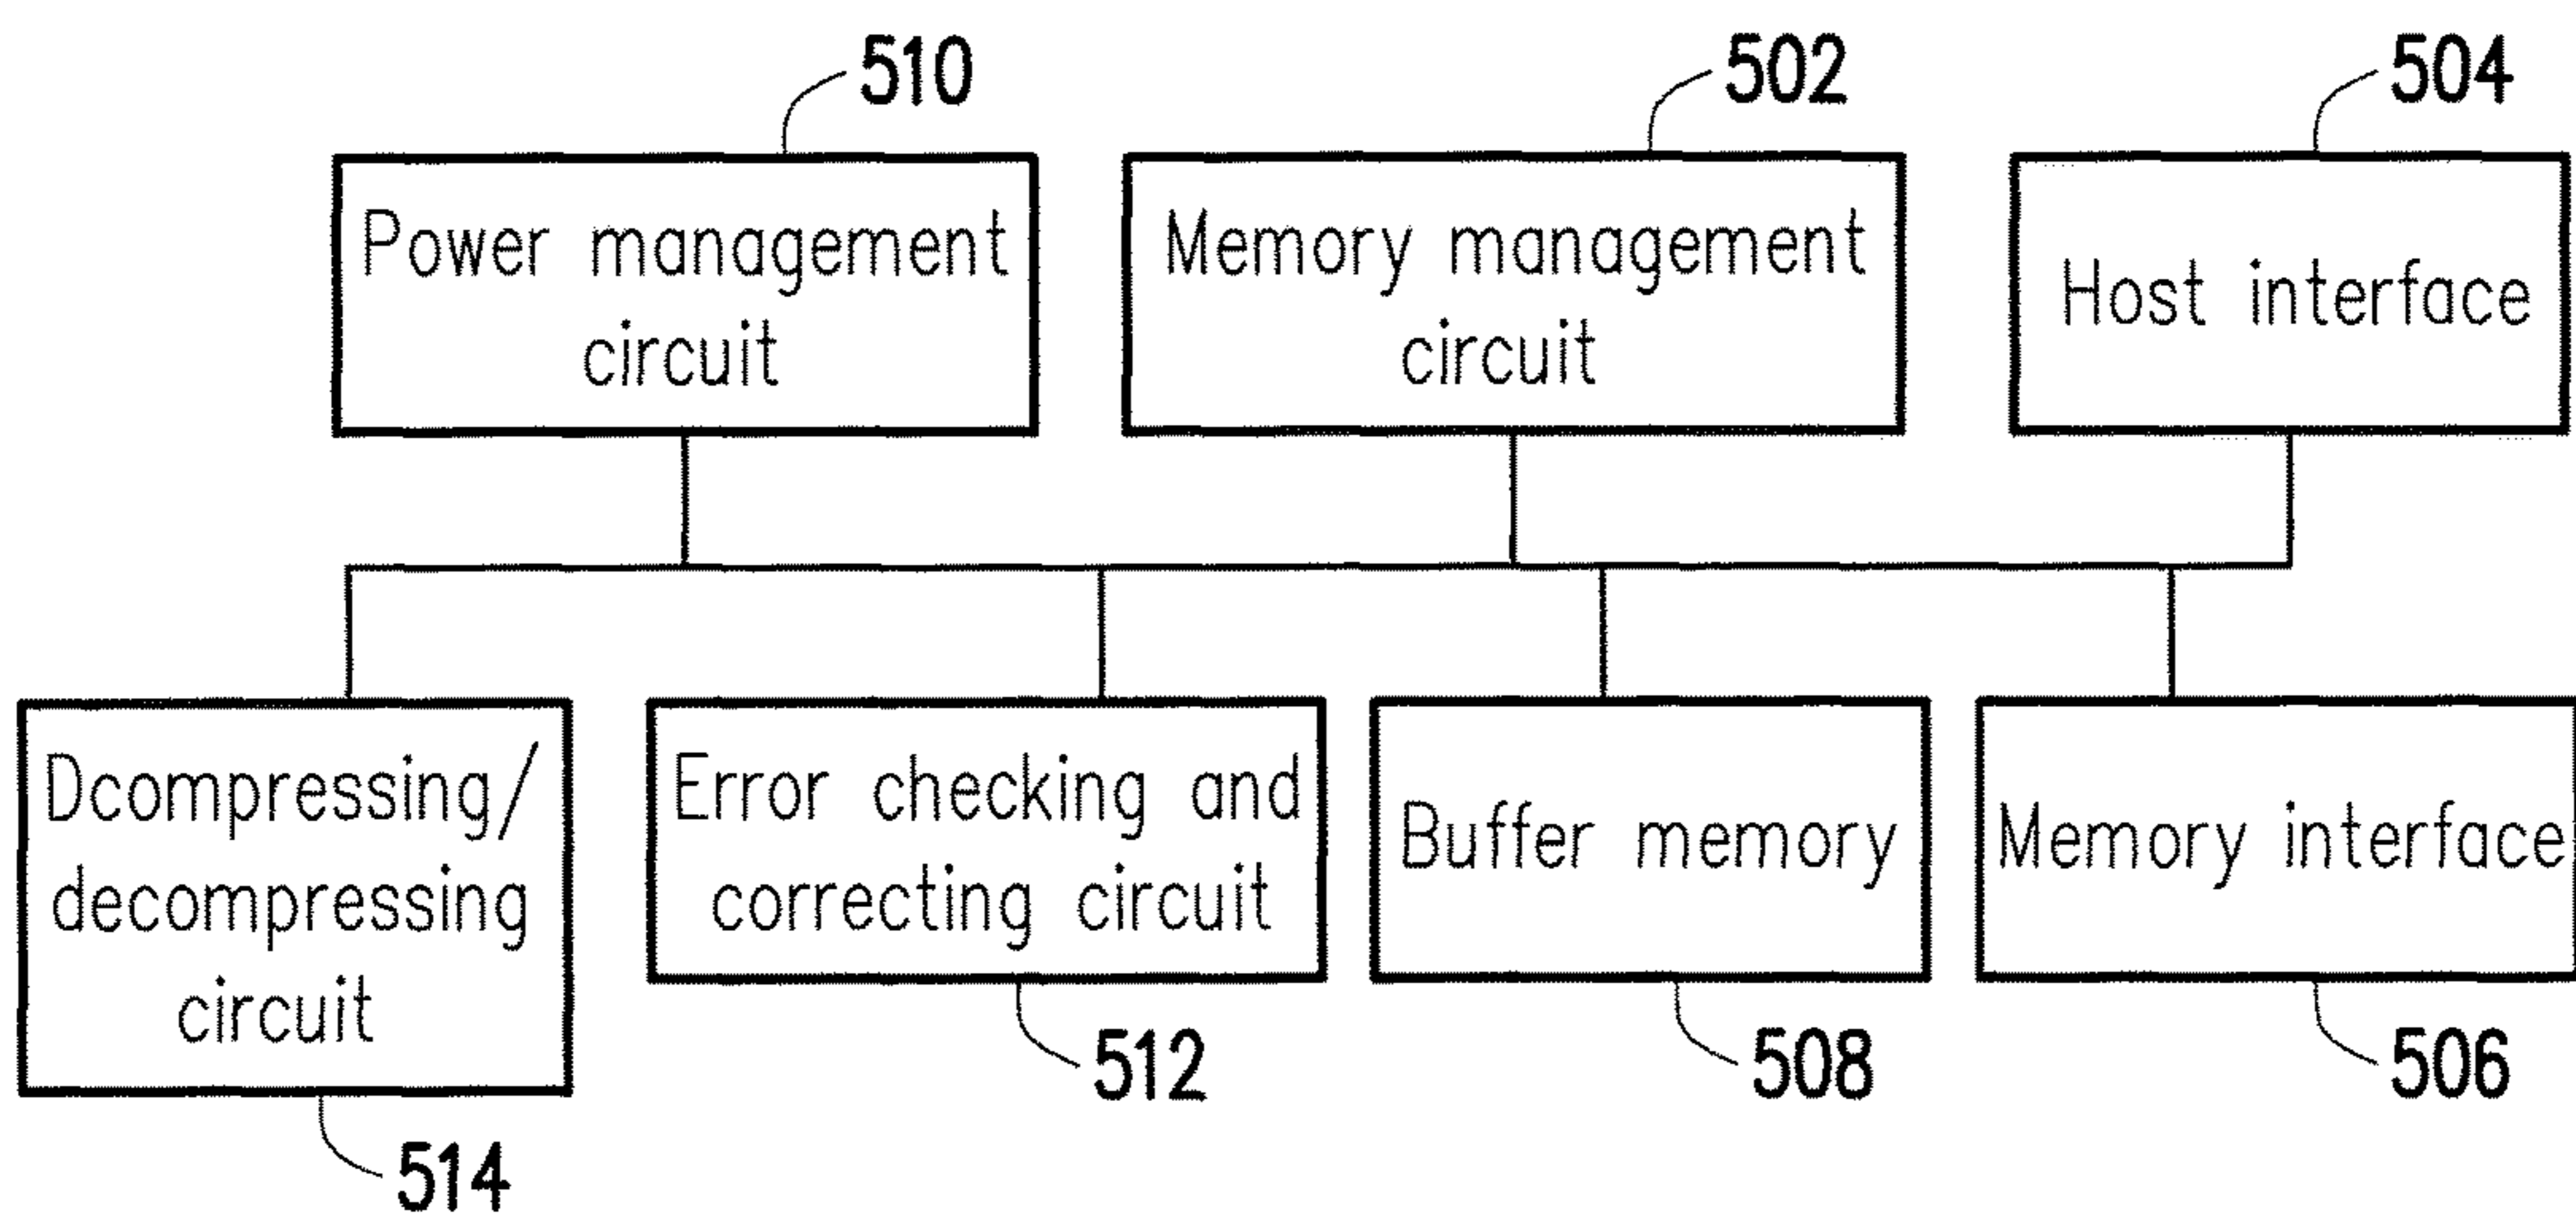 510
502
504
Power management
circuit
Memory management
circuit
Host interface
Dcompressing/
decompressing
circuit
Error checking and
correcting circuit
Buffer memory
Memory interface
512
508
506
514